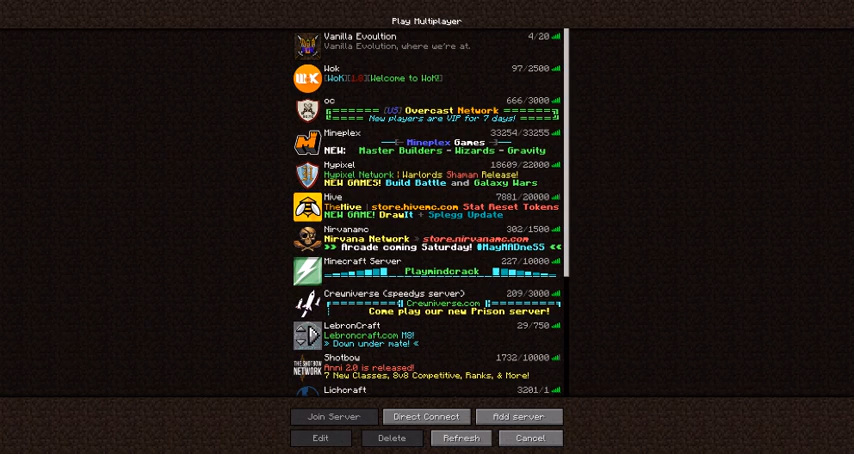 Play Multiplayer
Vanilla Evoultion 4/20
Vanilla Evolution, where we're at.
WK
Wok 97/2500
[WoK][1.8][Welcome to WoK!]
oc 666/3000
[US] Overcast Network
New players are VIP for 7 days!
Mineplex 33254/33255
Mineplex Games
NEW: Master Builders - Wizards - Gravity
Hypixel 18609/22000
Hypixel Network | Warlords Shaman Release!
NEW GAMES! Build Battle and Galaxy Wars
Hive 7881/20000
TheHive | store.hivemc.com Stat Reset Tokens
NEW GAME! DrawIt + Splegg Update
Nirvanamc 302/1500
Nirvana Network » store.nirvanamc.com
>> Arcade coming Saturday! #MayMADness <<
Minecraft Server 227/10000
Playmindcrack
Creuniverse (speedys server) 209/3000
Creuniverse.com
Come play our new Prison server!
LebronCraft 29/750
Lebroncraft.com M8!
» Down under mate! «
THE SHOTBOW NETWORK
Shotbow 1732/10000
Anni 2.0 is released!
7 New Classes, 8v8 Competitive, Ranks, & More!
Lichcraft 3201/1
Join Server Direct Connect Add server
Edit Delete Refresh Cancel